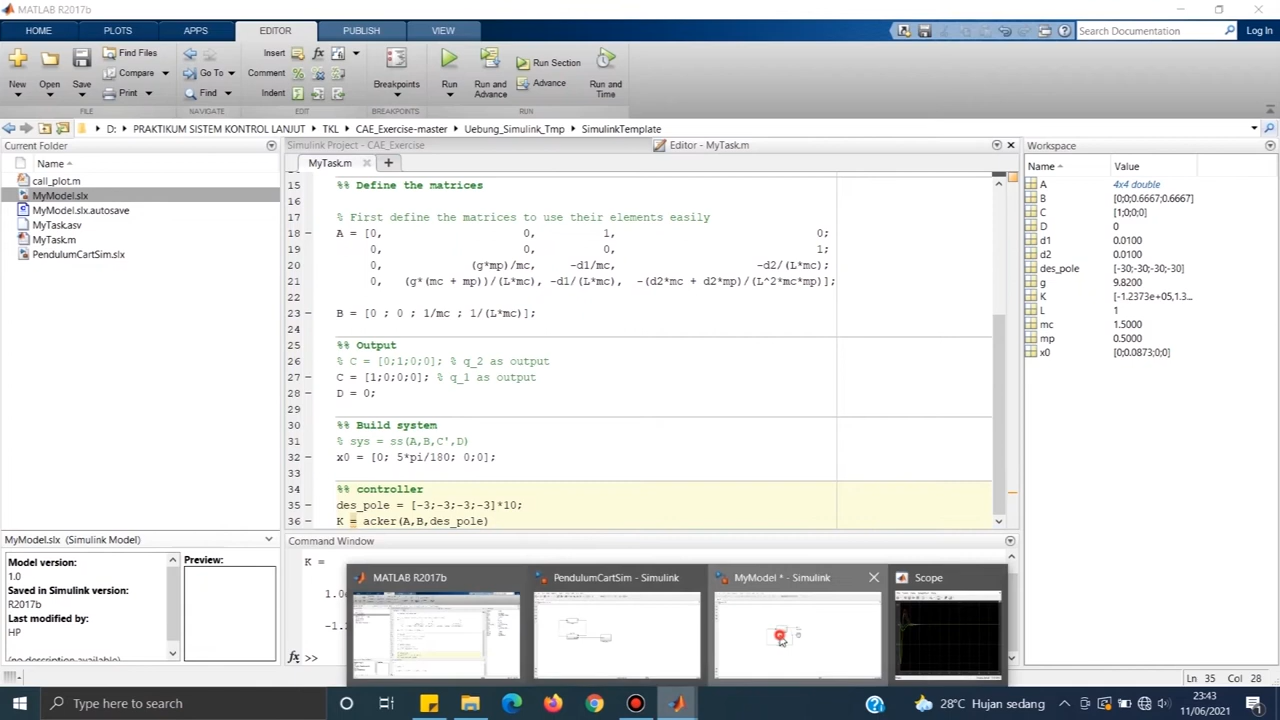 MATLAB R2017b
HOME PLOTS APPS EDITOR PUBLISH VIEW
Search Documentation
Log In
New Open Save
Find Files
Compare
Print
FILE
Go To
Find
NAVIGATE
Insert
Comment
Indent
fx
EDIT
Breakpoints
BREAKPOINTS
Run
Run and Advance
Run Section
Advance
Run and Time
RUN
D: PRAKTIKUM SISTEM KONTROL LANJUT TKL CAE_Exercise-master Uebung_Simulink_Tmp SimulinkTemplate
Current Folder
Name
call_plot.m
MyModel.slx
MyModel.slx.autosave
MyTask.asv
MyTask.m
PendulumCartSim.slx
MyModel.slx (Simulink Model)
Model version:
1.0
Saved in Simulink version:
R2017b
Last modified by:
HP
(no description available)
Preview:
Simulink Project - CAE_Exercise
Editor - MyTask.m
MyTask.m
15 %% Define the matrices
16
17 % First define the matrices to use their elements easily
18 – A = [0, 0, 1, 0;
19 – 0, 0, 0, 1;
20 – 0, (g*mp)/mc, -d1/mc, -d2/(L*mc);
21 – 0, (g*(mc + mp))/(L*mc), -d1/(L*mc), -(d2*mc + d2*mp)/(L^2*mc*mp)];
22
23 – B = [0 ; 0 ; 1/mc ; 1/(L*mc)];
24
25 %% Output
26 % C = [0;1;0;0]; % q_2 as output
27 – C = [1;0;0;0]; % q_1 as output
28 – D = 0;
29
30 %% Build system
31 % sys = ss(A,B,C',D)
32 – x0 = [0; 5*pi/180; 0;0];
33
34 %% controller
35 – des_pole = [-3;-3;-3;-3]*10;
36 – K = acker(A,B,des_pole)
Command Window
K =
fx >>
MATLAB R2017b
PendulumCartSim - Simulink
MyModel * - Simulink
Scope
Workspace
Name Value
A 4x4 double
B [0;0;0.6667;0.6667]
C [1;0;0;0]
D 0
d1 0.0100
d2 0.0100
des_pole [-30;-30;-30;-30]
g 9.8200
K [-1.2373e+05,1.3...
L 1
mc 1.5000
mp 0.5000
x0 [0;0.0873;0;0]
Ln 35 Col 28
Type here to search
28°C Hujan sedang
23:43
11/06/2021